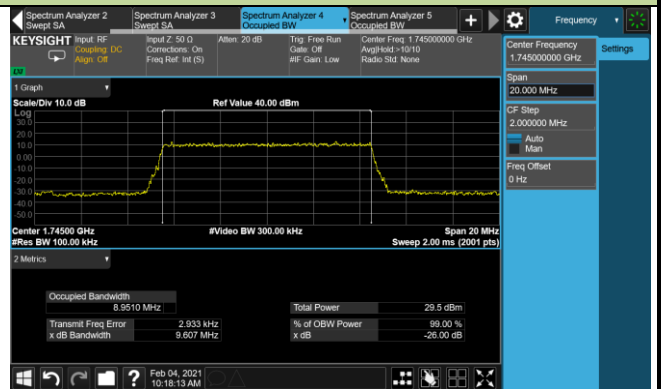 Spectrum Analyzer 2
Swept SA
Spectrum Analyzer 3
Swept SA
Spectrum Analyzer 4
Occupied BW
Spectrum Analyzer 5
Occupied BW
+
Frequency
KEYSIGHT
Input: RF
Coupling: DC
Align: Off
Input Z: 50 Ω
Corrections: On
Freq Ref: Int (S)
Atten: 20 dB
Trig: Free Run
Gate: Off
#IF Gain: Low
Center Freq: 1.745000000 GHz
Avg|Hold:>10/10
Radio Std: None
Center Frequency
1.745000000 GHz
Settings
Span
20.000 MHz
CF Step
2.000000 MHz
Auto
Man
Freq Offset
0 Hz
1 Graph
Scale/Div 10.0 dB
Ref Value 40.00 dBm
Log
30.0
20.0
10.0
0.00
-10.0
-20.0
-30.0
-40.0
-50.0
Center 1.74500 GHz
#Video BW 300.00 kHz
Span 20 MHz
#Res BW 100.00 kHz
Sweep 2.00 ms (2001 pts)
2 Metrics
Occupied Bandwidth
8.9510 MHz
Total Power
29.5 dBm
Transmit Freq Error
2.933 kHz
% of OBW Power
99.00 %
x dB Bandwidth
9.607 MHz
x dB
-26.00 dB
?
Feb 04, 2021
10:18:13 AM